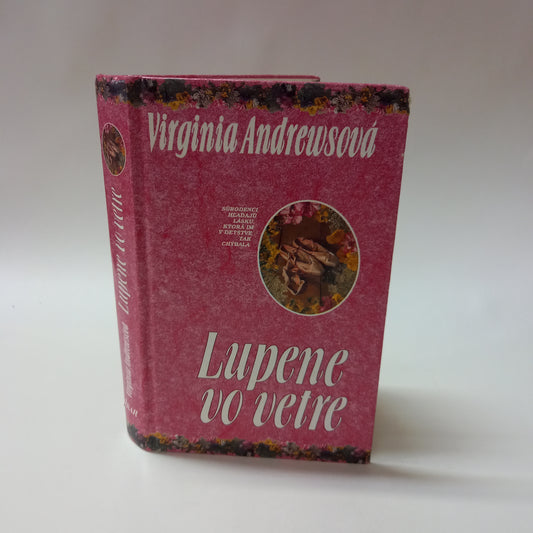 Virginia Andrewsová
SÚRODENCI
HĽADAJÚ
LÁSKU,
KTORÁ IM
V DETSTVE
TAK
CHÝBALA
Lupene
vo vetre
Virginia Andrewsová Lupene vo vetre